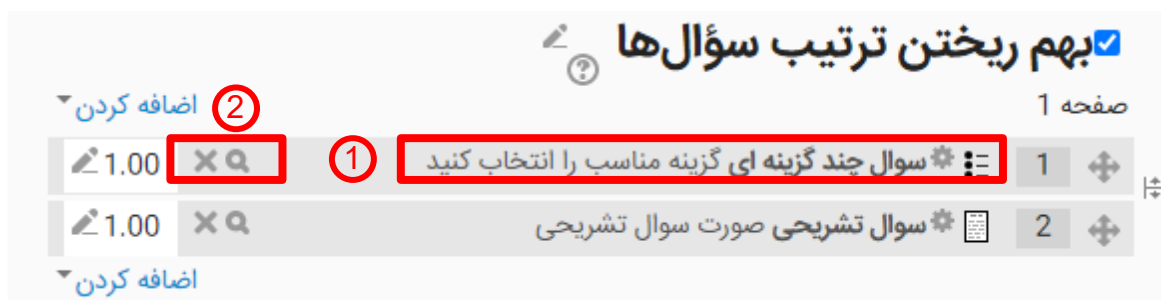 بهم ریختن ترتیب سؤال‌ها ?
صفحه 1
اضافه کردن
2
1 سوال چند گزینه ای گزینه مناسب را انتخاب کنید 1 1.00
2 سوال تشریحی صورت سوال تشریحی 1.00
اضافه کردن